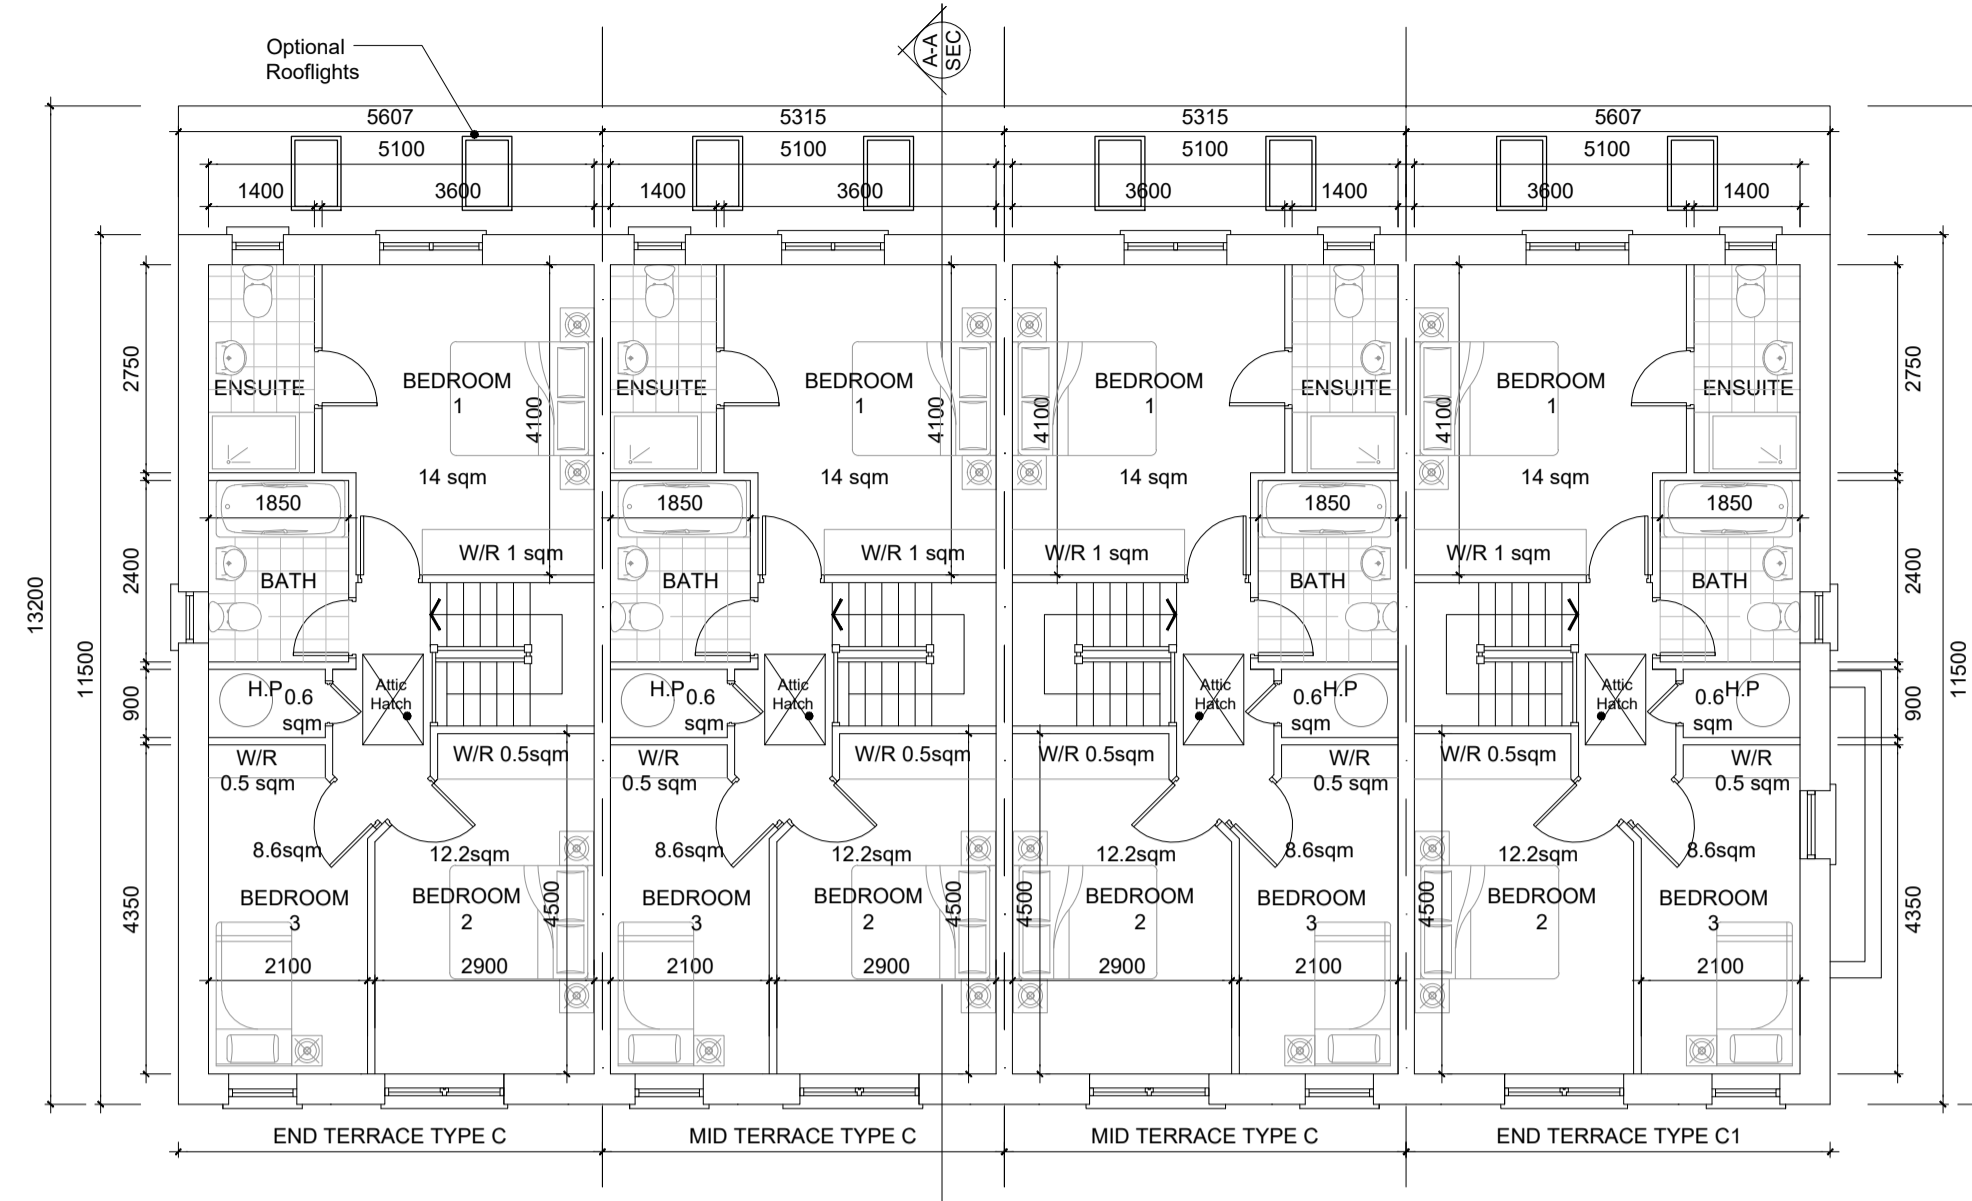 Optional
Rooflights
A-A
SEC
5607
5315
5315
5607
5100
5100
5100
5100
1400
3600
1400
3600
3600
1400
3600
1400
2750
ENSUITE
BEDROOM
1
4100
14 sqm
ENSUITE
BEDROOM
1
4100
14 sqm
4100
BEDROOM
1
14 sqm
ENSUITE
4100
BEDROOM
1
14 sqm
ENSUITE
2750
1850
1850
1850
1850
W/R 1 sqm
W/R 1 sqm
W/R 1 sqm
W/R 1 sqm
13200
11500
2400
BATH
BATH
BATH
BATH
2400
11500
900
H.P
0.6
sqm
Attic
Hatch
H.P
0.6
sqm
Attic
Hatch
Attic
Hatch
0.6
sqm
H.P
Attic
Hatch
0.6
sqm
H.P
900
W/R
0.5 sqm
W/R 0.5sqm
W/R
0.5 sqm
W/R 0.5sqm
W/R 0.5sqm
W/R
0.5 sqm
W/R 0.5sqm
W/R
0.5 sqm
4350
8.6sqm
BEDROOM
3
12.2sqm
BEDROOM
2
4500
8.6sqm
BEDROOM
3
12.2sqm
BEDROOM
2
4500
4500
12.2sqm
BEDROOM
2
8.6sqm
BEDROOM
3
4500
12.2sqm
BEDROOM
2
8.6sqm
BEDROOM
3
4350
2100
2900
2100
2900
2900
2100
2100
END TERRACE TYPE C
MID TERRACE TYPE C
MID TERRACE TYPE C
END TERRACE TYPE C1